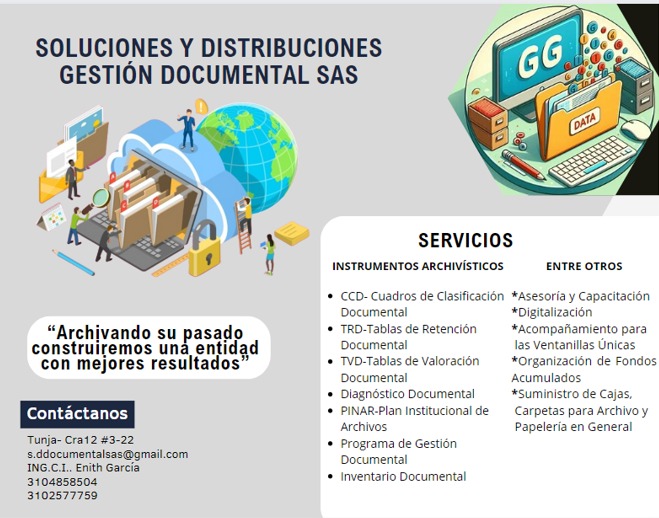 SOLUCIONES Y DISTRIBUCIONES
GESTIÓN DOCUMENTAL SAS
GG
DATA
“Archivando su pasado
construiremos una entidad
con mejores resultados”
Contáctanos
Tunja- Cra12 #3-22
s.ddocumentalsas@gmail.com
ING.C.I.. Enith García
3104858504
3102577759
SERVICIOS
INSTRUMENTOS ARCHIVÍSTICOS
• CCD- Cuadros de Clasificación
Documental
• TRD-Tablas de Retención
Documental
• TVD-Tablas de Valoración
Documental
• Diagnóstico Documental
• PINAR-Plan Institucional de
Archivos
• Programa de Gestión
Documental
• Inventario Documental
ENTRE OTROS
*Asesoría y Capacitación
*Digitalización
*Acompañamiento para
las Ventanillas Únicas
*Organización de Fondos
Acumulados
*Suministro de Cajas,
Carpetas para Archivo y
Papelería en General